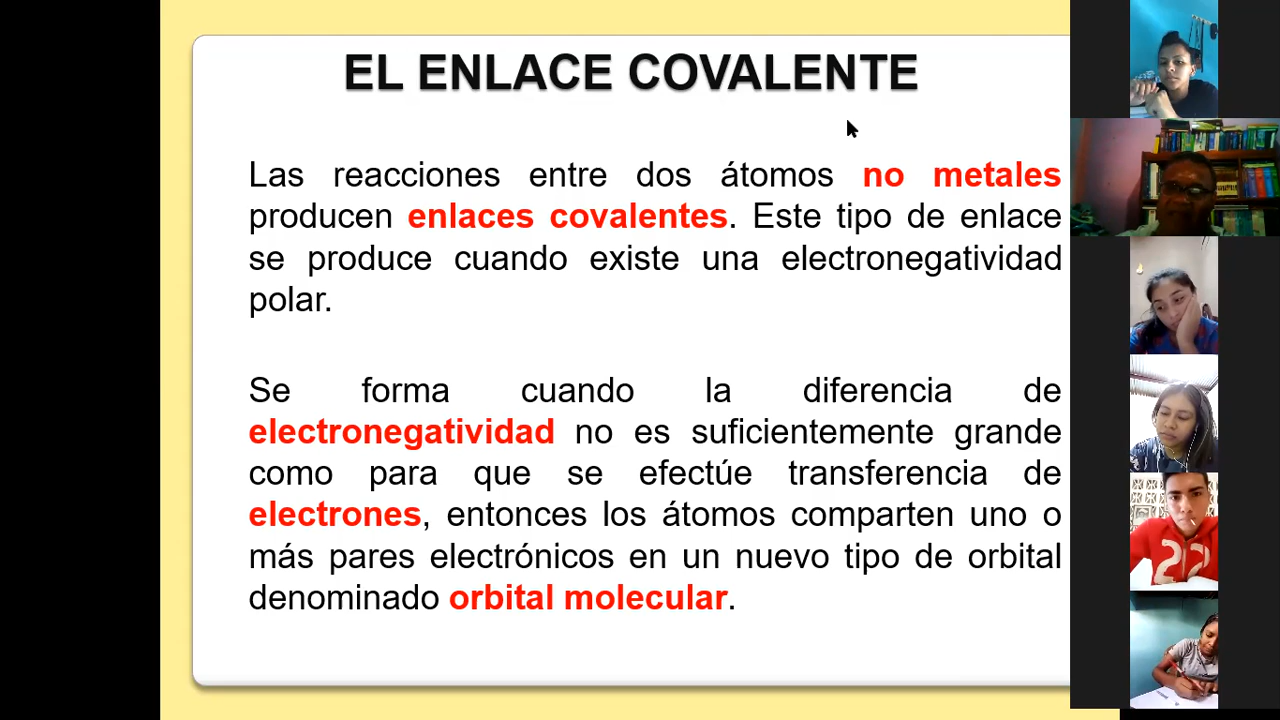 EL ENLACE COVALENTE
Las reacciones entre dos átomos no metales
producen enlaces covalentes. Este tipo de enlace
se produce cuando existe una electronegatividad
polar.
Se forma cuando la diferencia de
electronegatividad no es suficientemente grande
como para que se efectúe transferencia de
electrones, entonces los átomos comparten uno o
más pares electrónicos en un nuevo tipo de orbital
denominado orbital molecular.